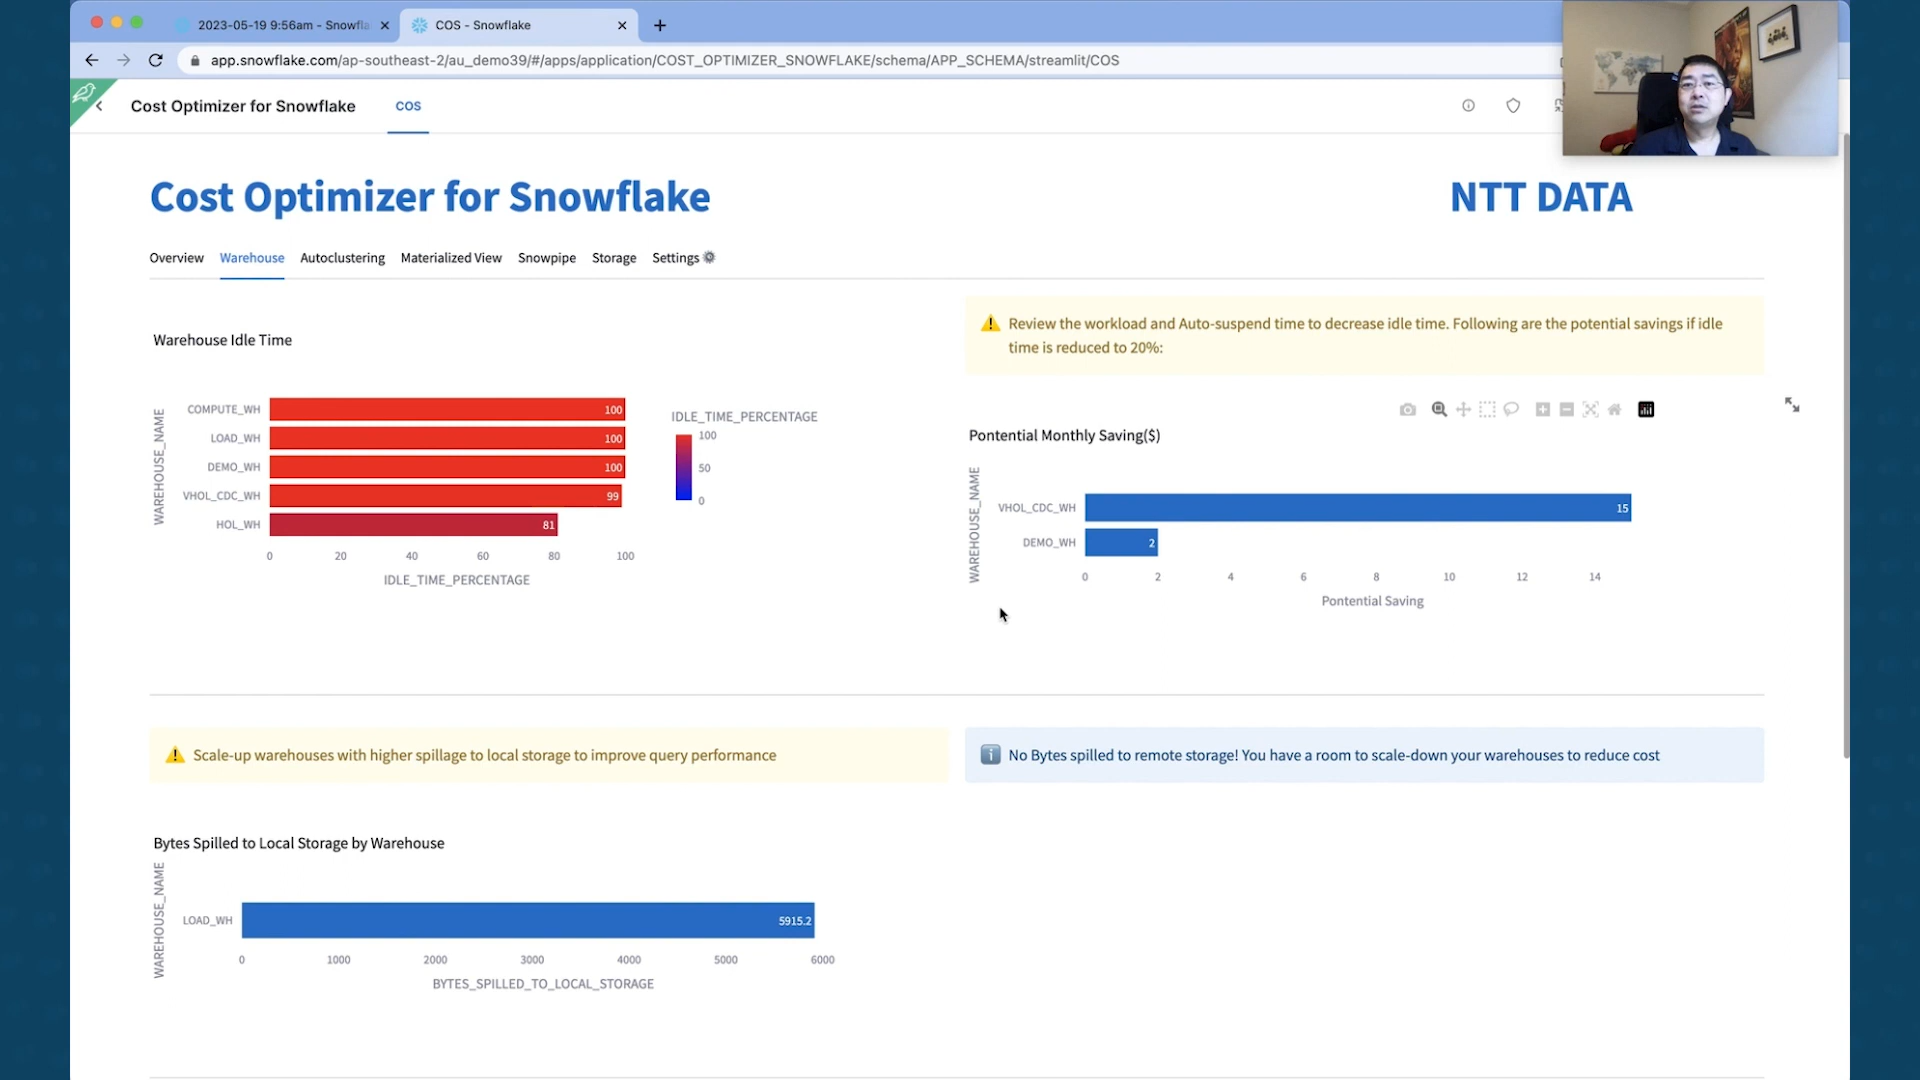 2023-05-19 9:56am - Snowfla
COS - Snowflake
app.snowflake.com/ap-southeast-2/au_demo39/#/apps/application/COST_OPTIMIZER_SNOWFLAKE/schema/APP_SCHEMA/streamlit/COS
Cost Optimizer for Snowflake
COS
Cost Optimizer for Snowflake
NTT DATA
Overview
Warehouse
Autoclustering
Materialized View
Snowpipe
Storage
Settings
Review the workload and Auto-suspend time to decrease idle time. Following are the potential savings if idle
time is reduced to 20%:
Warehouse Idle Time
WAREHOUSE_NAME
COMPUTE_WH 100
LOAD_WH 100
DEMO_WH 100
VHOL_CDC_WH 99
HOL_WH 81
0 20 40 60 80 100
IDLE_TIME_PERCENTAGE
IDLE_TIME_PERCENTAGE
100
50
0
Pontential Monthly Saving($)
WAREHOUSE_NAME
VHOL_CDC_WH 15
DEMO_WH 2
0 2 4 6 8 10 12 14
Pontential Saving
Scale-up warehouses with higher spillage to local storage to improve query performance
No Bytes spilled to remote storage! You have a room to scale-down your warehouses to reduce cost
Bytes Spilled to Local Storage by Warehouse
WAREHOUSE_NAME
LOAD_WH 5915.2
0 1000 2000 3000 4000 5000 6000
BYTES_SPILLED_TO_LOCAL_STORAGE